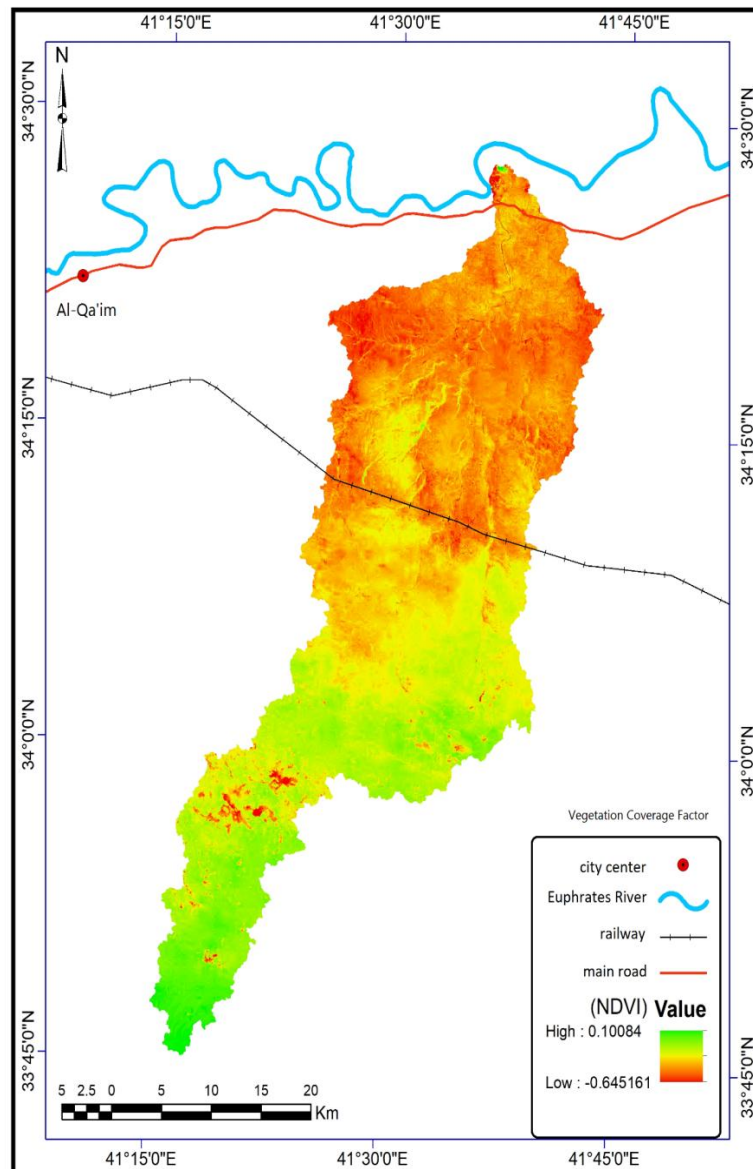 41°15'0"E 41°30'0"E 41°45'0"E
N
34°30'0"N 34°30'0"N
Al-Qa'im
34°15'0"N 34°15'0"N
34°0'0"N 34°0'0"N
Vegetation Coverage Factor
city center
Euphrates River
railway
main road
(NDVI) Value
High : 0.10084
Low : -0.645161
33°45'0"N 33°45'0"N
5 2.5 0 5 10 15 20
Km
41°15'0"E 41°30'0"E 41°45'0"E